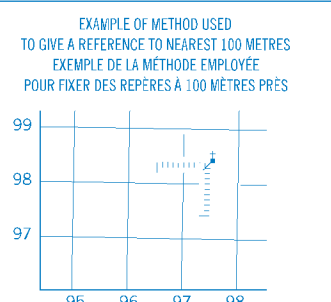 EXAMPLE OF METHOD USED
TO GIVE A REFERENCE TO NEAREST 100 METRES
EXEMPLE DE LA MÉTHODE EMPLOYÉE
POUR FIXER DES REPÈRES À 100 MÈTRES PRÈS
99
98
97
95 96 97 98